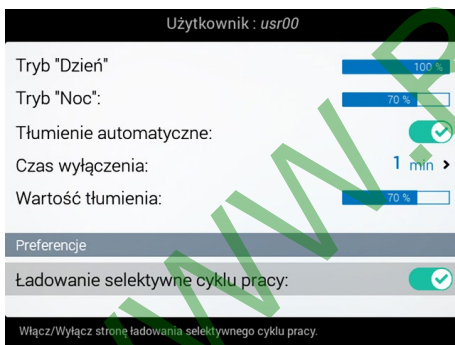 Użytkownik : usr00
Tryb "Dzień" 100 %
Tryb "Noc": 70 %
Tłumienie automatyczne:
Czas wyłączenia: 1 min >
Wartość tłumienia: 70 %
Preferencje
Ładowanie selektywne cyklu pracy:
Włącz/Wyłącz stronę ładowania selektywnego cyklu pracy.
WWW.P